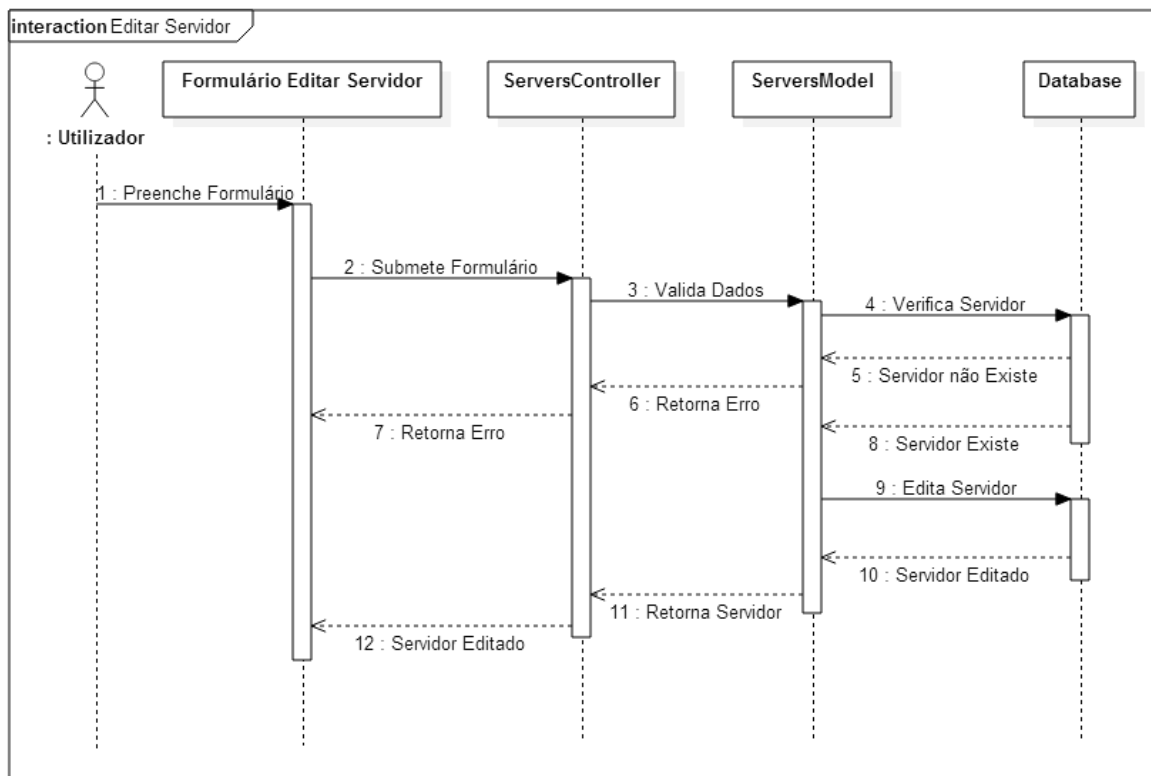 interaction Editar Servidor
Formulário Editar Servidor
ServersController
ServersModel
Database
: Utilizador
1 : Preenche Formulário
2 : Submete Formulário
3 : Valida Dados
4 : Verifica Servidor
5 : Servidor não Existe
6 : Retorna Erro
7 : Retorna Erro
8 : Servidor Existe
9 : Edita Servidor
10 : Servidor Editado
11 : Retorna Servidor
12 : Servidor Editado